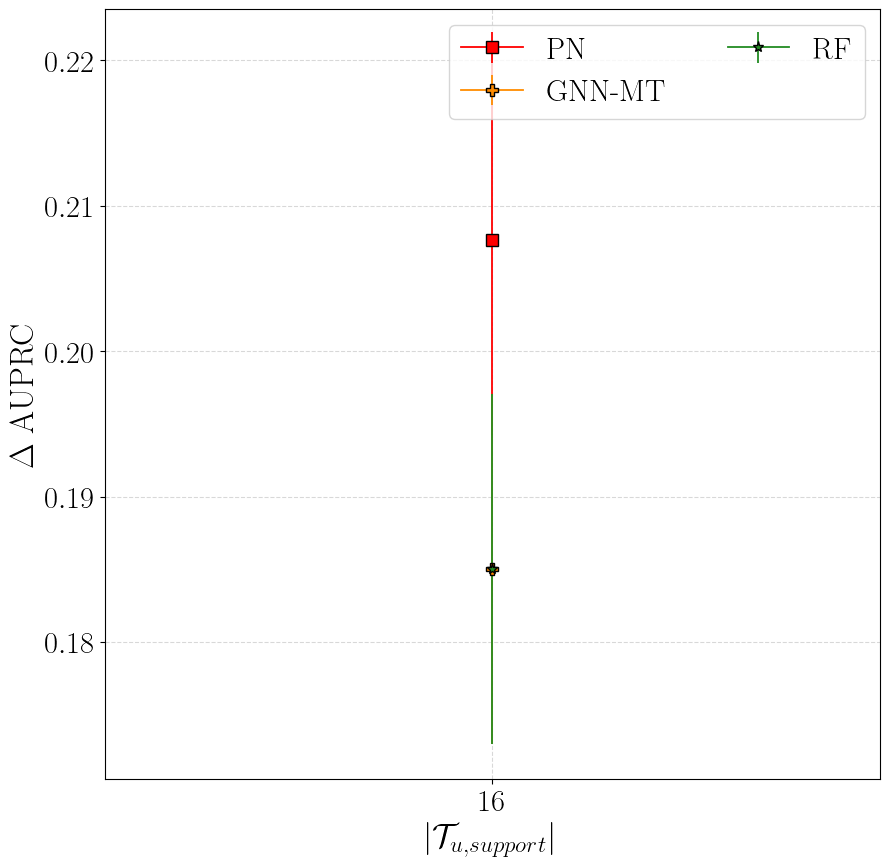 0.22
0.21
0.20
0.19
0.18
Δ AUPRC
PN
GNN-MT
RF
16
|𝒯u,support|